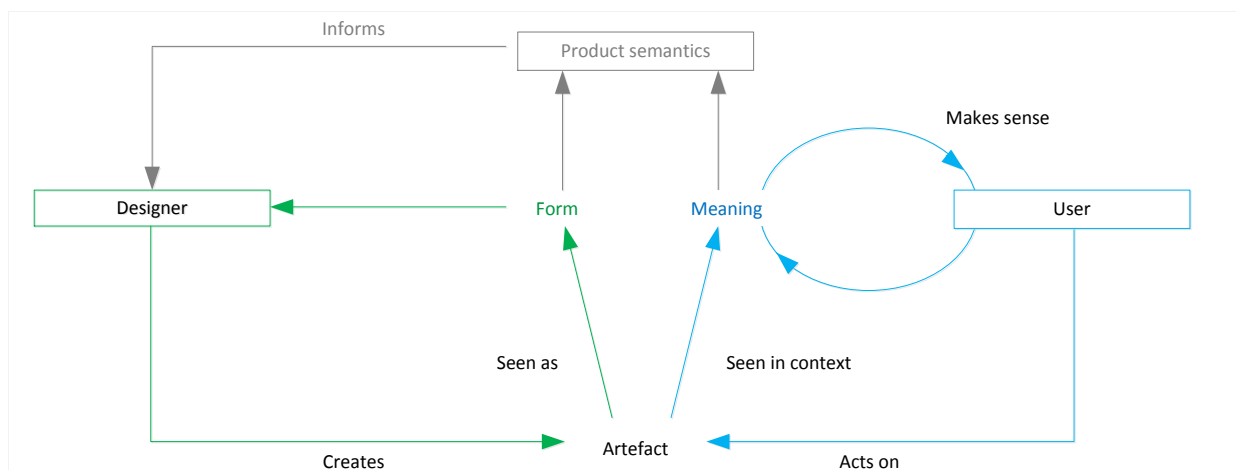 Informs
Product semantics
Makes sense
Designer
Form
Meaning
User
Seen as
Seen in context
Artefact
Creates
Acts on